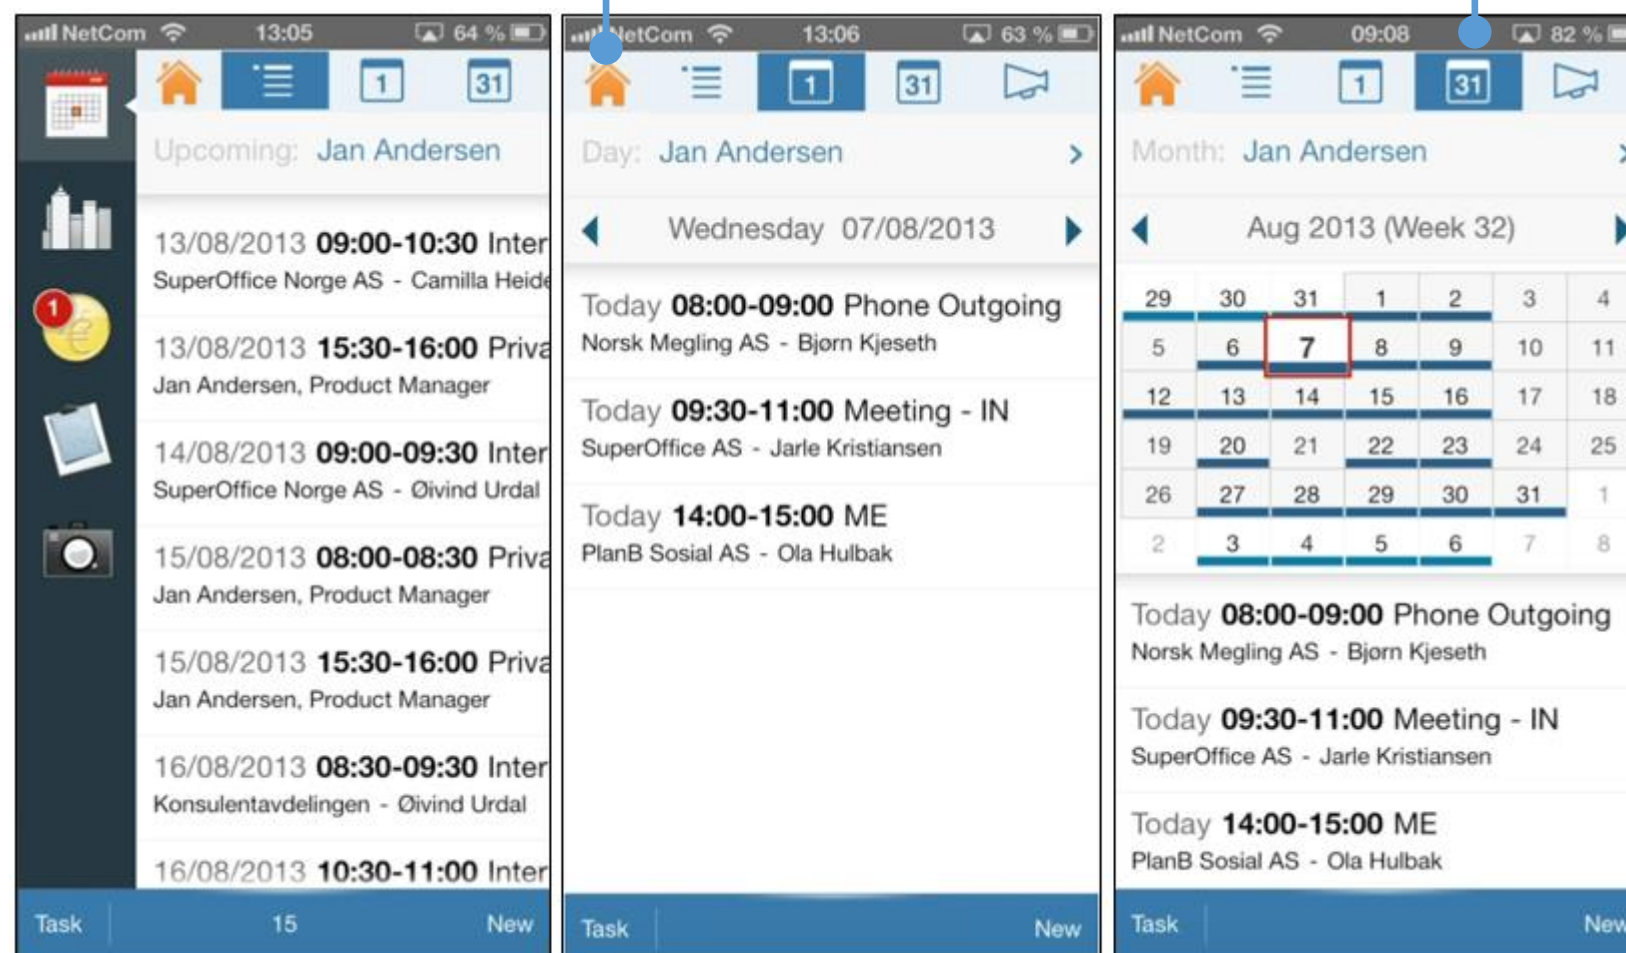 NetCom 13:05 64 %
1 31
Upcoming: Jan Andersen
13/08/2013 09:00-10:30 Inter
SuperOffice Norge AS - Camilla Heide
1
13/08/2013 15:30-16:00 Priva
Jan Andersen, Product Manager
14/08/2013 09:00-09:30 Inter
SuperOffice Norge AS - Øivind Urdal
15/08/2013 08:00-08:30 Priva
Jan Andersen, Product Manager
15/08/2013 15:30-16:00 Priva
Jan Andersen, Product Manager
16/08/2013 08:30-09:30 Inter
Konsulentavdelingen - Øivind Urdal
16/08/2013 10:30-11:00 Inter
Task 15 New
NetCom 13:06 63 %
1 31
Day: Jan Andersen
Wednesday 07/08/2013
Today 08:00-09:00 Phone Outgoing
Norsk Megling AS - Bjørn Kjeseth
Today 09:30-11:00 Meeting - IN
SuperOffice AS - Jarle Kristiansen
Today 14:00-15:00 ME
PlanB Sosial AS - Ola Hulbak
Task New
NetCom 09:08 82 %
1 31
Month: Jan Andersen
Aug 2013 (Week 32)
29 30 31 1 2 3 4
5 6 7 8 9 10 11
12 13 14 15 16 17 18
19 20 21 22 23 24 25
26 27 28 29 30 31 1
2 3 4 5 6 7 8
Today 08:00-09:00 Phone Outgoing
Norsk Megling AS - Bjørn Kjeseth
Today 09:30-11:00 Meeting - IN
SuperOffice AS - Jarle Kristiansen
Today 14:00-15:00 ME
PlanB Sosial AS - Ola Hulbak
Task New